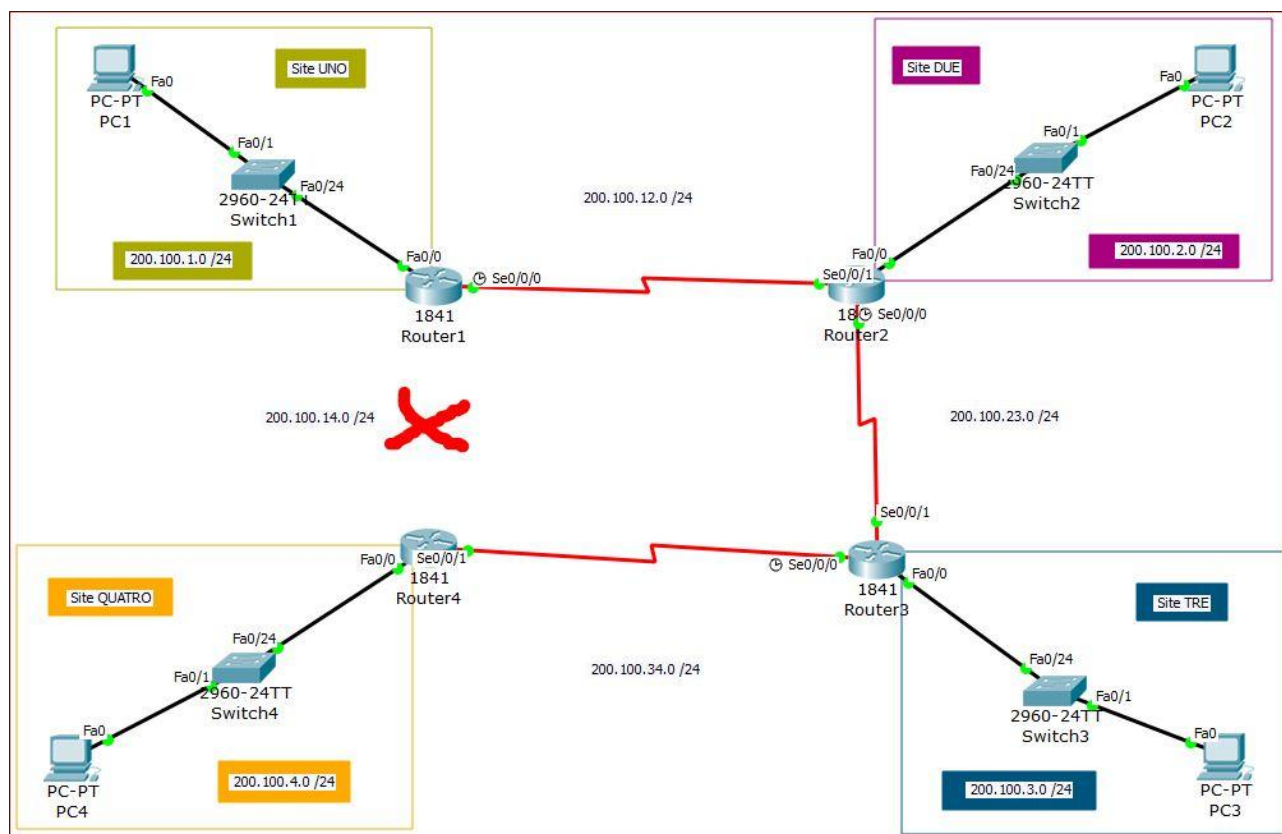 Site UNO
Fa0
PC-PT
PC1
Fa0/1
Fa0/24
2960-24TT
Switch1
200.100.1.0 /24
Fa0/0
Se0/0/0
1841
Router1
200.100.12.0 /24
Site DUE
Fa0
PC-PT
PC2
Fa0/1
Fa0/24
2960-24TT
Switch2
200.100.2.0 /24
Fa0/0
Se0/0/1
Se0/0/0
Router2
200.100.14.0 /24
200.100.23.0 /24
Se0/0/1
Fa0/0
Se0/0/1
1841
Router4
Site QUATRO
Fa0/24
Fa0/1
2960-24TT
Switch4
Fa0
PC-PT
PC4
200.100.4.0 /24
200.100.34.0 /24
Se0/0/0
Fa0/0
1841
Router3
Site TRE
Fa0/24
Fa0/1
2960-24TT
Switch3
Fa0
PC-PT
PC3
200.100.3.0 /24